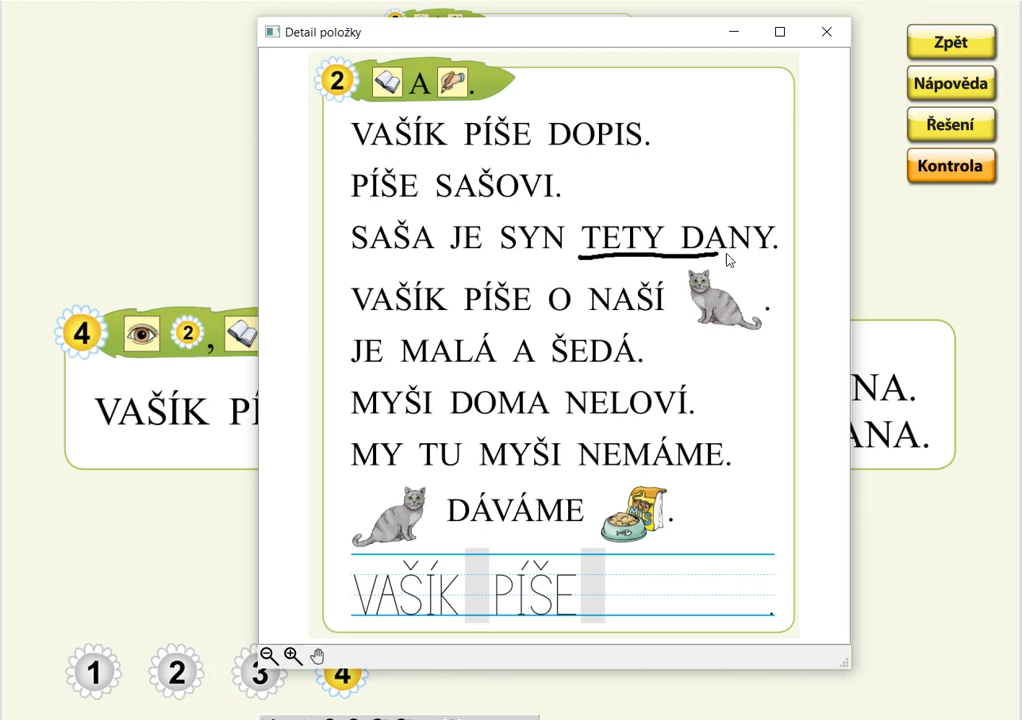 Detail položky
Zpět
Nápověda
Řešení
Kontrola
2 A .
VAŠÍK PÍŠE DOPIS.
PÍŠE SAŠOVI.
SAŠA JE SYN TETY DANY.
VAŠÍK PÍŠE O NAŠÍ .
JE MALÁ A ŠEDÁ.
MYŠI DOMA NELOVÍ.
MY TU MYŠI NEMÁME.
DÁVÁME .
VAŠÍK PÍŠE .
4 2 ,
VAŠÍK PÍ
NA.
ANA.
1 2 3 4